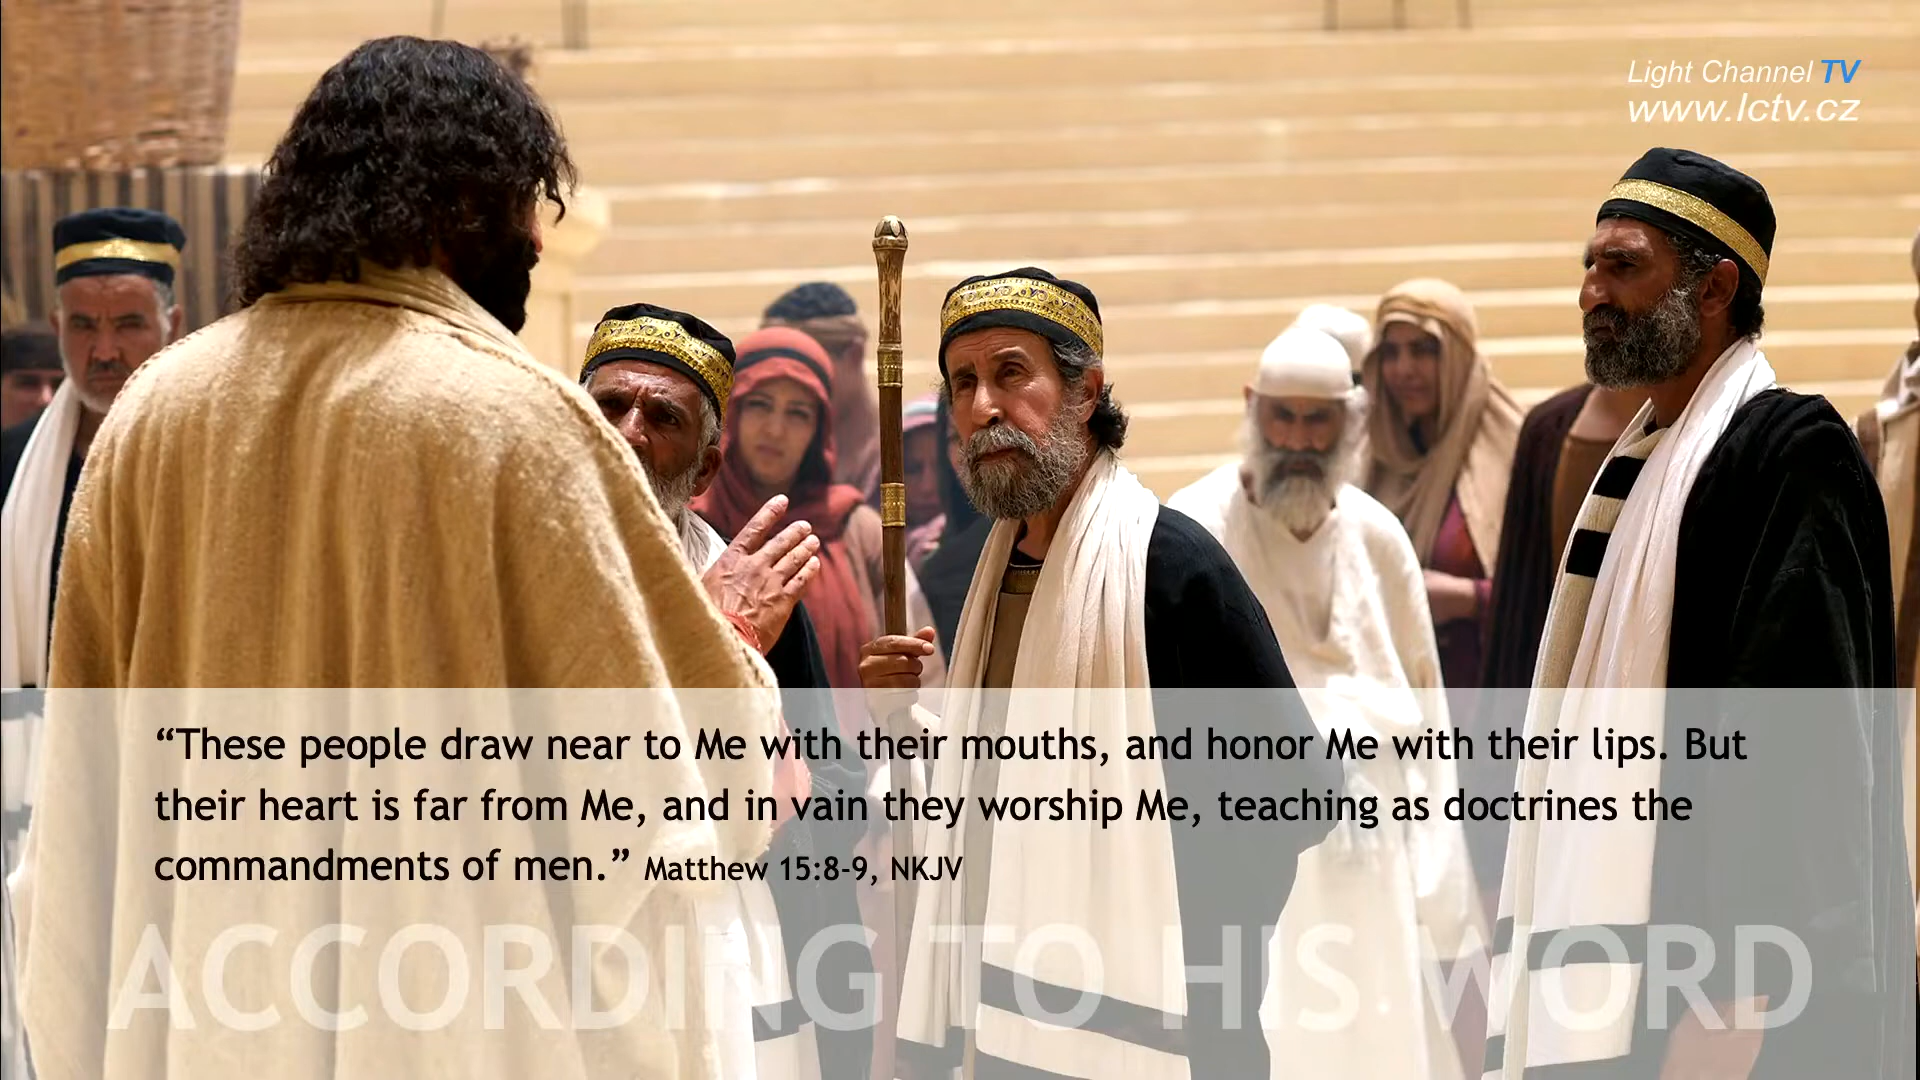 Light Channel TV
www.lctv.cz
“These people draw near to Me with their mouths, and honor Me with their lips. But
their heart is far from Me, and in vain they worship Me, teaching as doctrines the
commandments of men.” Matthew 15:8-9, NKJV
ACCORDING TO HIS WORD